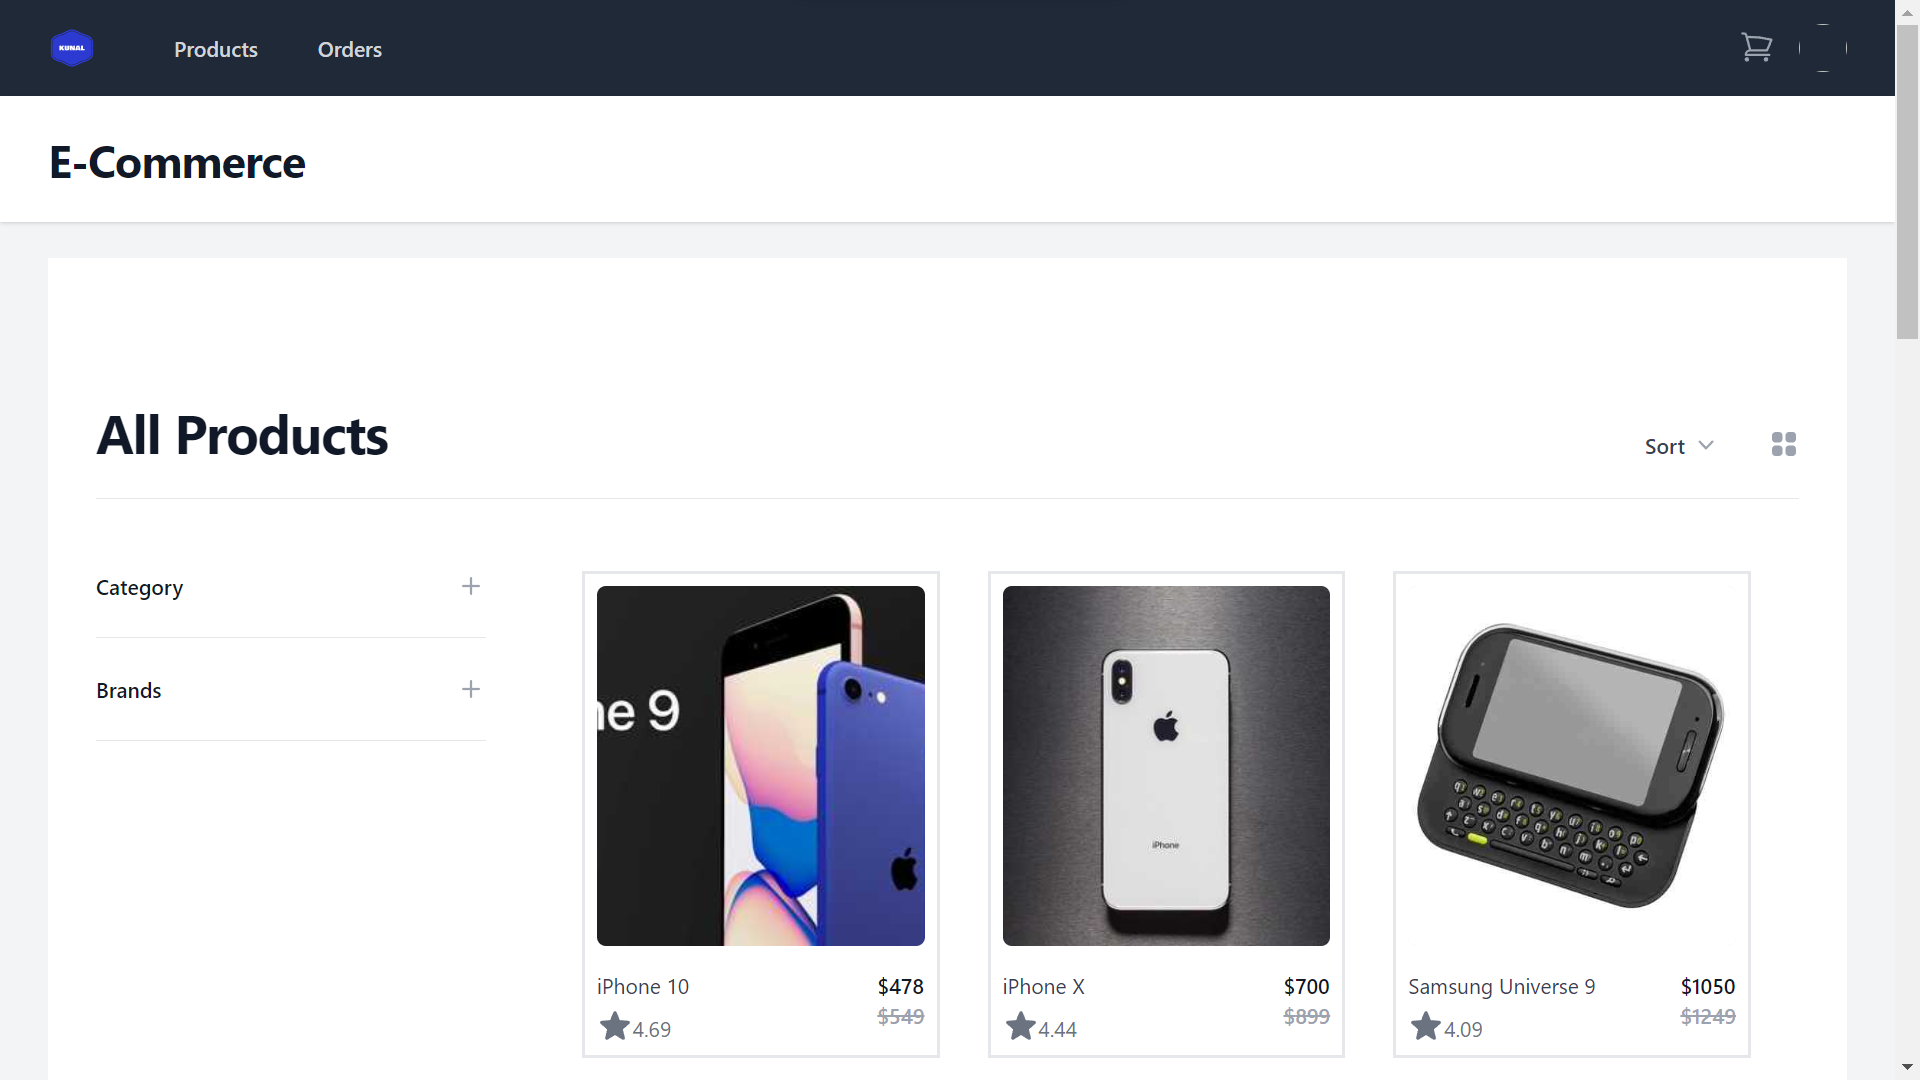 KUNAL
Products
Orders
E-Commerce
All Products
Sort
Category
Brands
ne 9
iPhone
iPhone 10 $478
4.69 $549
iPhone X $700
4.44 $899
Samsung Universe 9 $1050
4.09 $1249